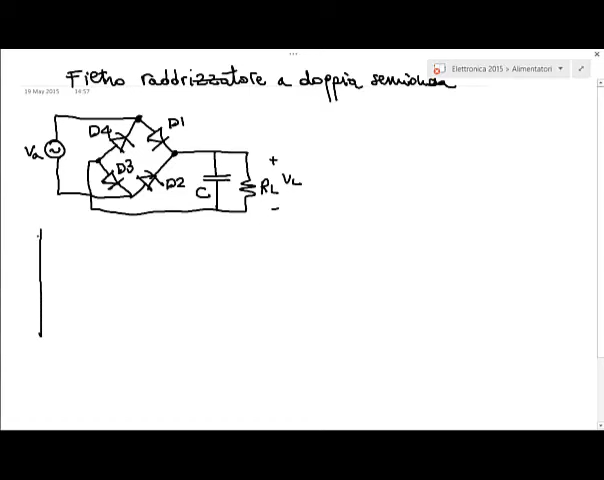 Elettronica 2015 > Alimentatori
Filtro raddrizzatore a doppia semionda
19 May 2015 14:57
D4 D1
Va
D3
D2
C RL VL
+
-